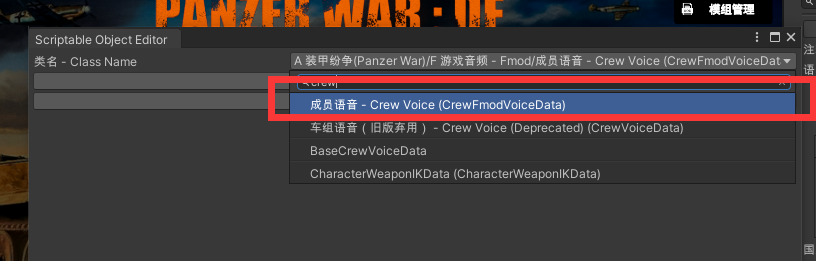 PANZER WAR : DE
模组管理
Scriptable Object Editor
类名 - Class Name
A 装甲纷争(Panzer War)/F 游戏音频 - Fmod/成员语音 - Crew Voice (CrewFmodVoiceDat
crew
成员语音 - Crew Voice (CrewFmodVoiceData)
车组语音 ( 旧版弃用 ) - Crew Voice (Deprecated) (CrewVoiceData)
BaseCrewVoiceData
CharacterWeaponIKData (CharacterWeaponIKData)
注
语
国